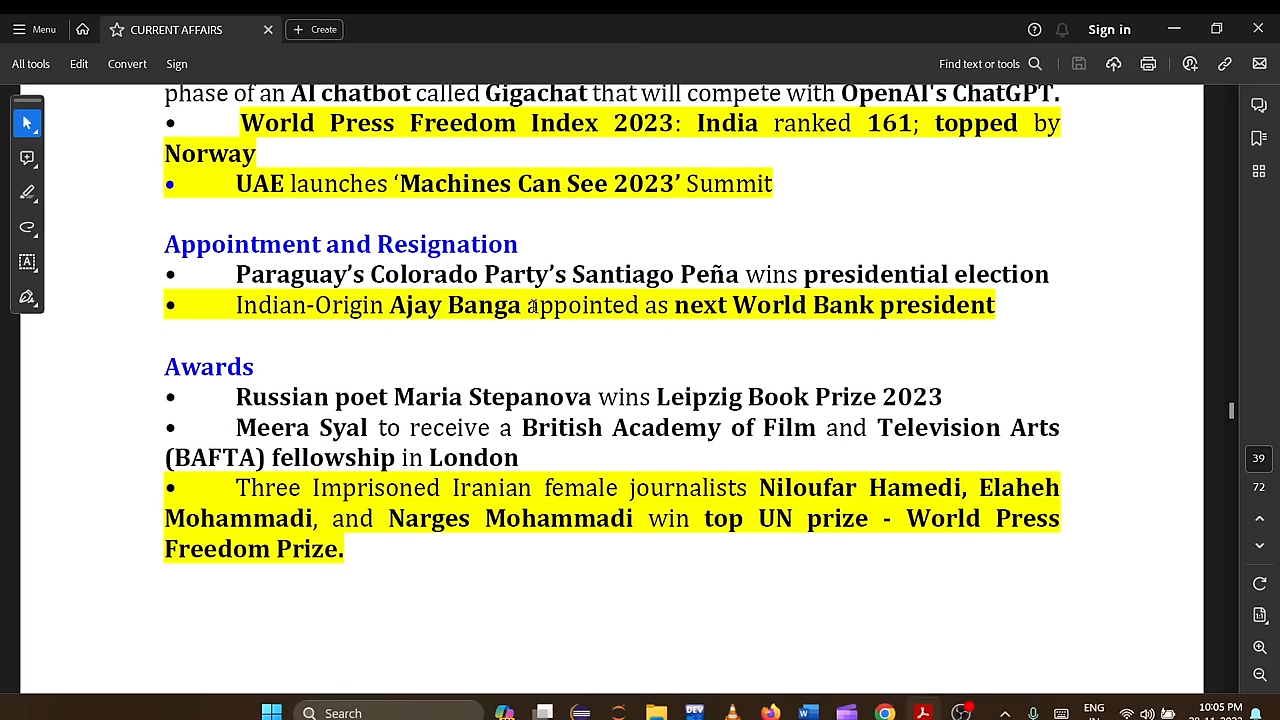 Menu
CURRENT AFFAIRS
Create
Sign in
All tools
Edit
Convert
Sign
Find text or tools
phase of an AI chatbot called Gigachat that will compete with OpenAI's ChatGPT.
• World Press Freedom Index 2023: India ranked 161; topped by
Norway
• UAE launches ‘Machines Can See 2023’ Summit
Appointment and Resignation
• Paraguay’s Colorado Party’s Santiago Peña wins presidential election
• Indian-Origin Ajay Banga appointed as next World Bank president
Awards
• Russian poet Maria Stepanova wins Leipzig Book Prize 2023
• Meera Syal to receive a British Academy of Film and Television Arts
(BAFTA) fellowship in London
• Three Imprisoned Iranian female journalists Niloufar Hamedi, Elaheh
Mohammadi, and Narges Mohammadi win top UN prize - World Press
Freedom Prize.
39
72
Search
DEV
ENG
10:05 PM